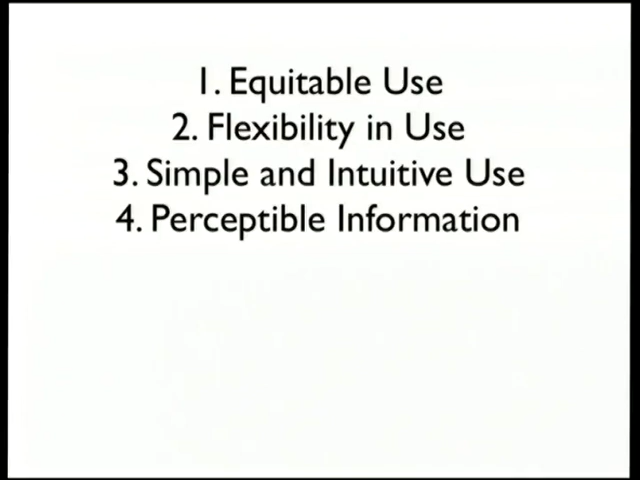 1. Equitable Use
2. Flexibility in Use
3. Simple and Intuitive Use
4. Perceptible Information